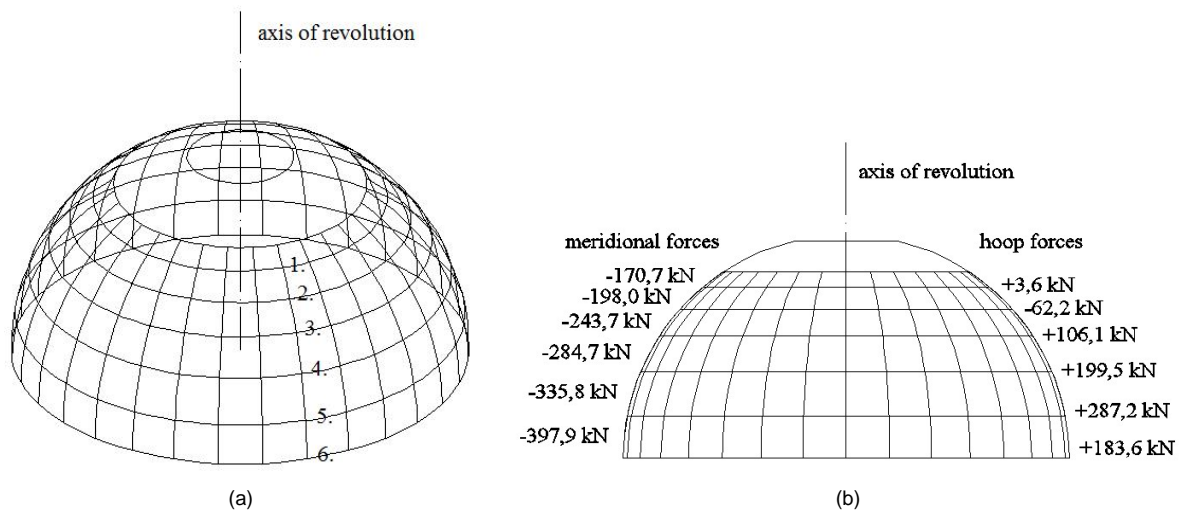 axis of revolution
1.
2.
3.
4.
5.
6.
(a)
axis of revolution
meridional forces
hoop forces
-170,7 kN
-198,0 kN
-243,7 kN
-284,7 kN
-335,8 kN
-397,9 kN
+3,6 kN
-62,2 kN
+106,1 kN
+199,5 kN
+287,2 kN
+183,6 kN
(b)